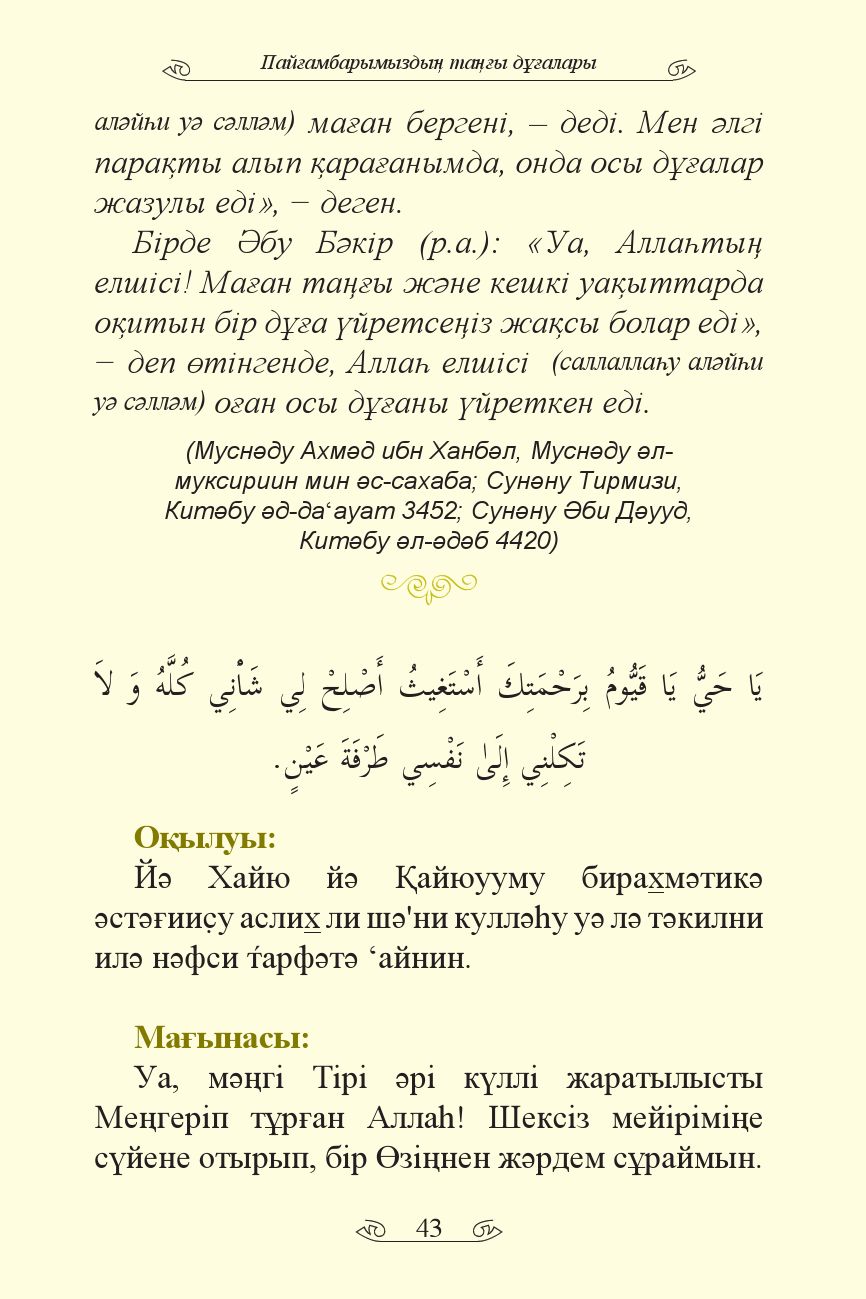 Пайғамбарымыздың таңғы дұғалары
аләйһи уә сәлләм) маған бергені, – деді. Мен әлгі
парақты алып қарағанымда, онда осы дұғалар
жазулы еді», – деген.
Бірде Әбу Бәкір (р.а.): «Уа, Аллаһтың
елшісі! Маған таңғы және кешкі уақыттарда
оқитын бір дұға үйретсеңіз жақсы болар еді»,
– деп өтінгенде, Аллаһ елшісі (саллаллаһу аләйһи
уә сәлләм) оған осы дұғаны үйреткен еді.
(Муснәду Ахмәд ибн Ханбәл, Муснәду әл-
муксириин мин әс-сахаба; Сунәну Тирмизи,
Китәбу әд-да‘ауат 3452; Сунәну Әби Дәууд,
Китәбу әл-әдәб 4420)
يَا حَيُّ يَا قَيُّومُ بِرَحْمَتِكَ أَسْتَغِيثُ أَصْلِحْ لِي شَأْنِي كُلَّهُ وَ لاَ
تَكِلْنِي إِلَىٰ نَفْسِي طَرْفَةَ عَيْنٍ.
Оқылуы:
Йә Хайю йә Қайюууму бирахмәтикә
әстәғииҫу аслих ли шә'ни кулләһу уә лә тәкилни
илә нәфси т́арфәтә ‘айнин.
Мағынасы:
Уа, мәңгі Тірі әрі күллі жаратылысты
Меңгеріп тұрған Аллаһ! Шексіз мейіріміңе
сүйене отырып, бір Өзіңнен жәрдем сұраймын.
43